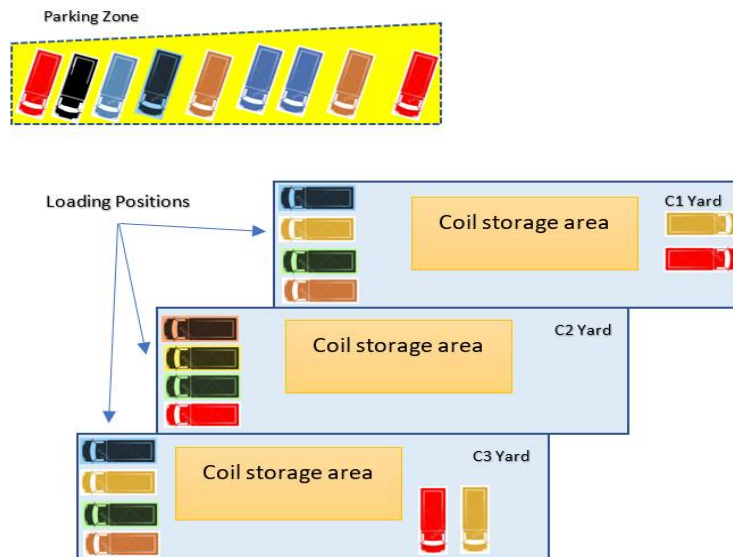 Parking Zone
Loading Positions
C1 Yard
Coil storage area
C2 Yard
Coil storage area
C3 Yard
Coil storage area